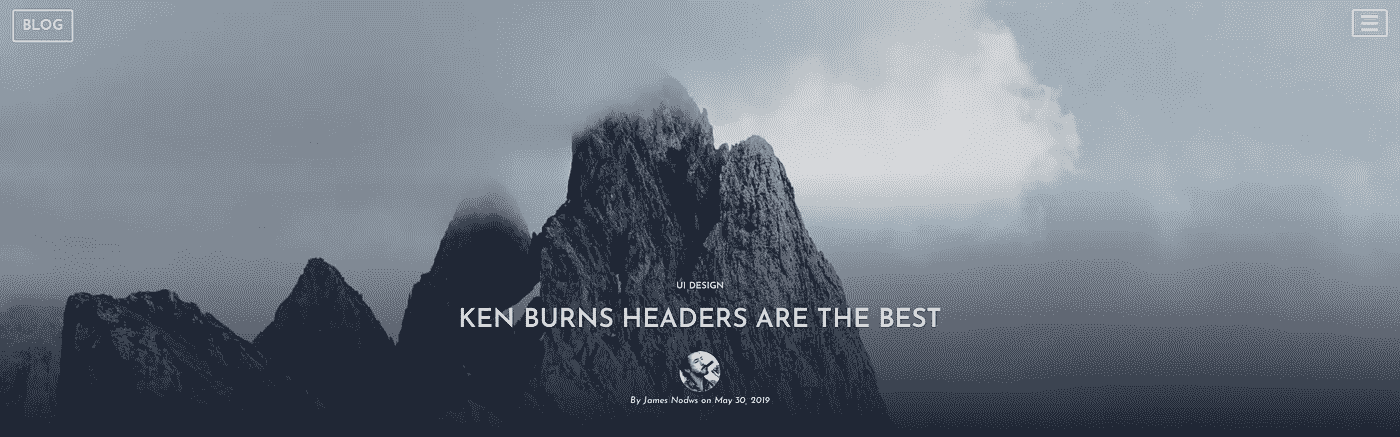 BLOG
UI DESIGN
KEN BURNS HEADERS ARE THE BEST
By James Nodws on May 30, 2019